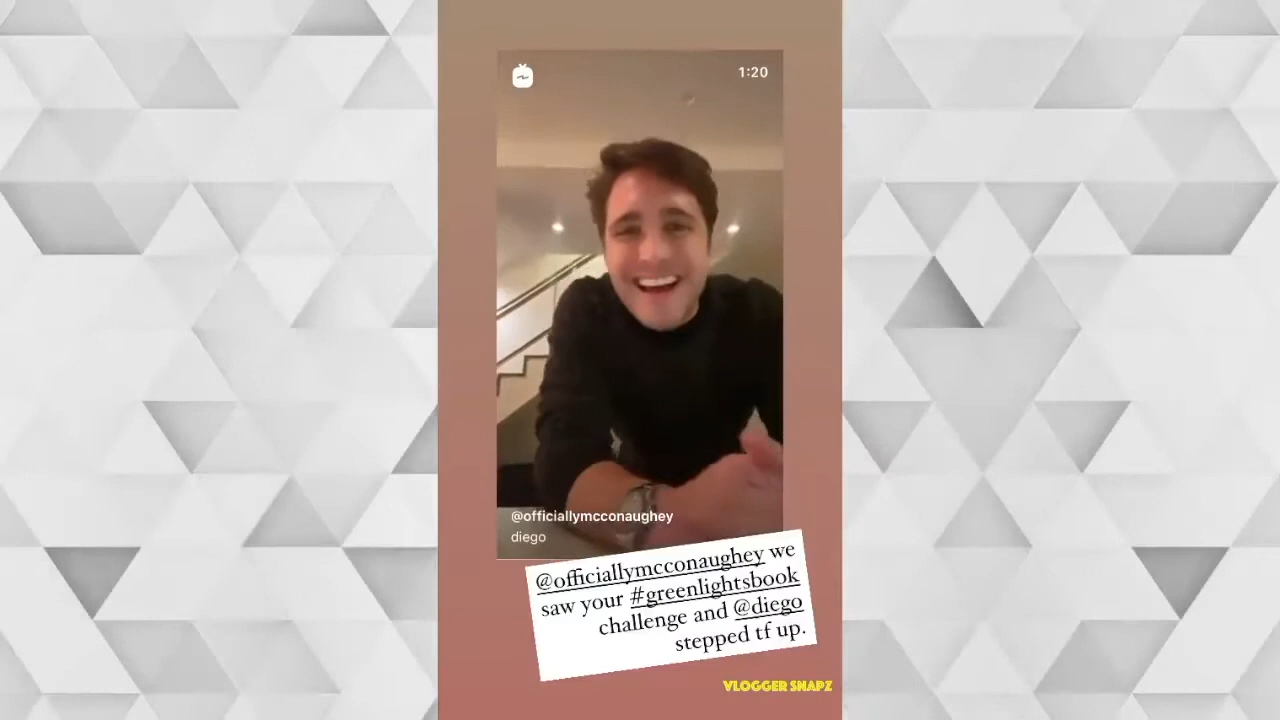 1:20
@officiallymcconaughey
diego
@officiallymcconaughey we
saw your #greenlightsbook
challenge and @diego
stepped tf up.
VLOGGER SNAPZ